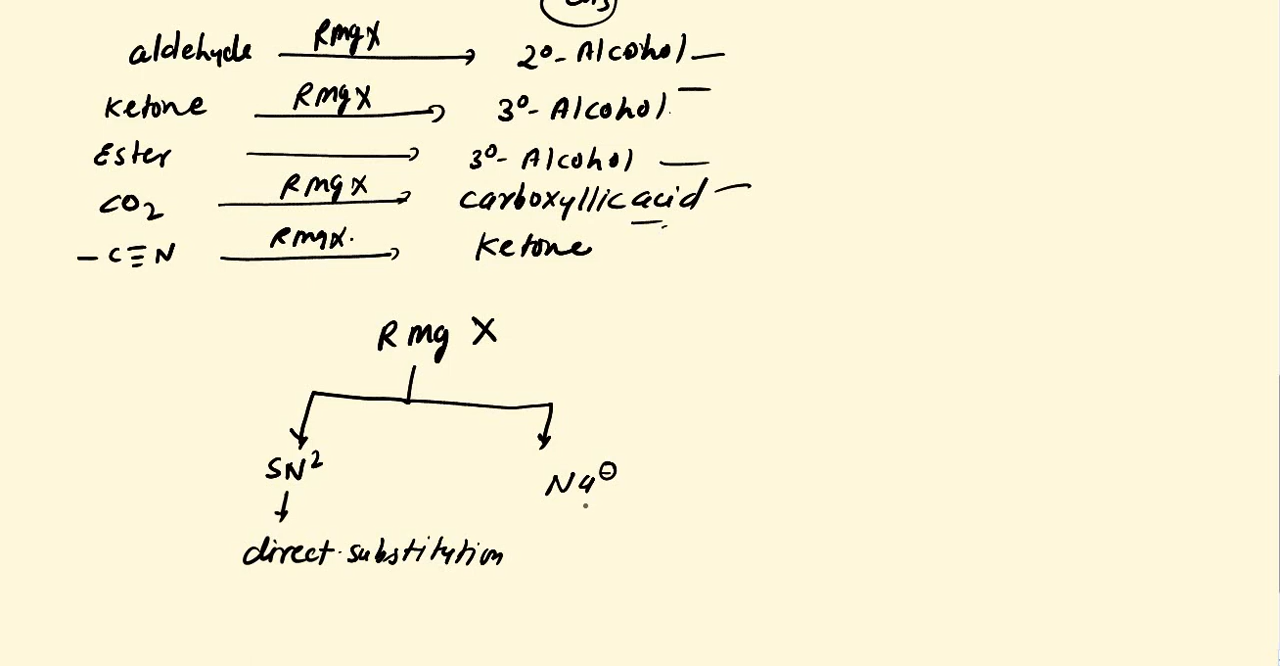 aldehyde RmgX 2°- Alcohol
Ketone RmgX 3°- Alcohol
Ester 3°- Alcohol
CO2 RmgX carboxyllic acid
- C≡N Rmgx. Ketone
R mg X
SN2 Nu⊖
direct substitution